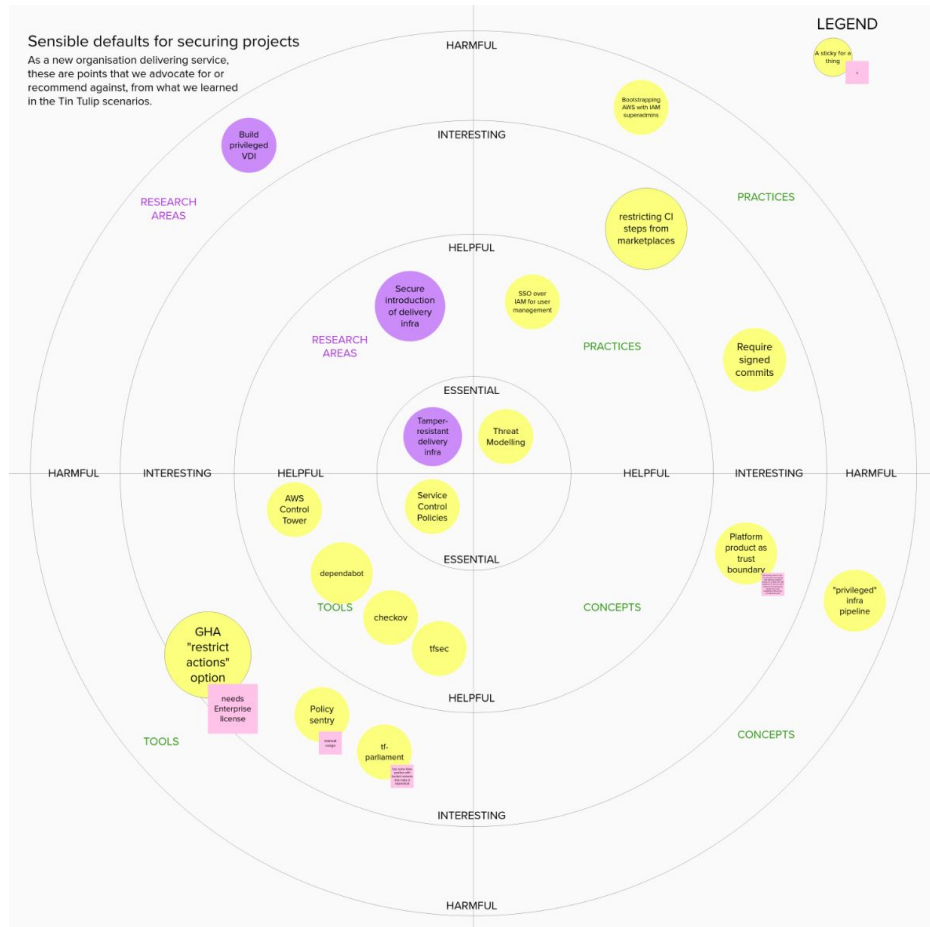 Sensible defaults for securing projects
As a new organisation delivering service,
these are points that we advocate for or
recommend against, from what we
learned
in the Tin Tulip scenarios.
LEGEND
A sticky for a
thing
HARMFUL
Bootstrapping
AWS with IAM
superadmins
INTERESTING
Build
privileged
VDI
RESEARCH
AREAS
PRACTICES
restricting CI
steps from
marketplaces
HELPFUL
Secure
introduction
of delivery
infra
SSO over
IAM for user
management
RESEARCH
AREAS
PRACTICES
Require
signed
commits
ESSENTIAL
Tamper-
resistant
delivery
infra
Threat
Modelling
HARMFUL
INTERESTING
HELPFUL
HELPFUL
INTERESTING
HARMFUL
AWS
Control
Tower
Service
Control
Policies
ESSENTIAL
Platform
product as
trust
boundary
"privileged"
infra
pipeline
dependabot
TOOLS
checkov
CONCEPTS
tfsec
GHA
"restrict
actions"
option
needs
Enterprise
license
HELPFUL
Policy
sentry
TOOLS
tf-
parliament
CONCEPTS
INTERESTING
HARMFUL